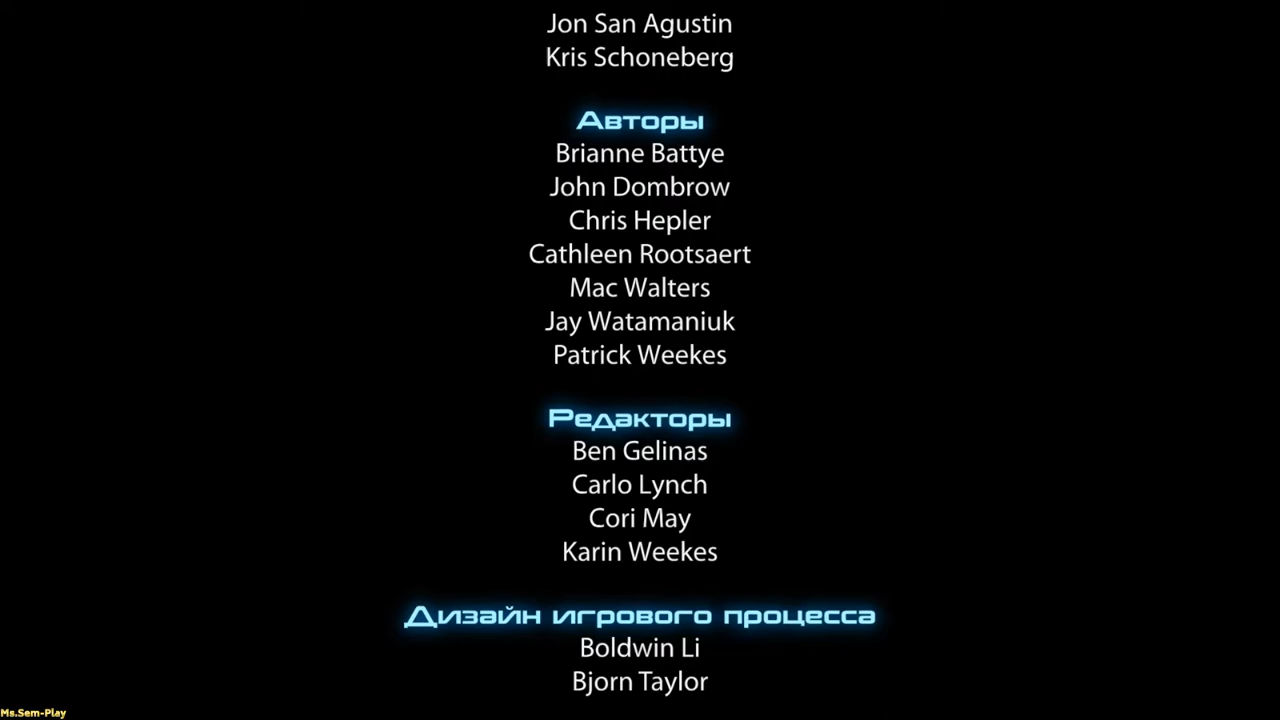 Jon San Agustin
Kris Schoneberg
Авторы
Brianne Battye
John Dombrow
Chris Hepler
Cathleen Rootsaert
Mac Walters
Jay Watamaniuk
Patrick Weekes
Редакторы
Ben Gelinas
Carlo Lynch
Cori May
Karin Weekes
Дизайн игрового процесса
Boldwin Li
Bjorn Taylor
Ms.Sem-Play